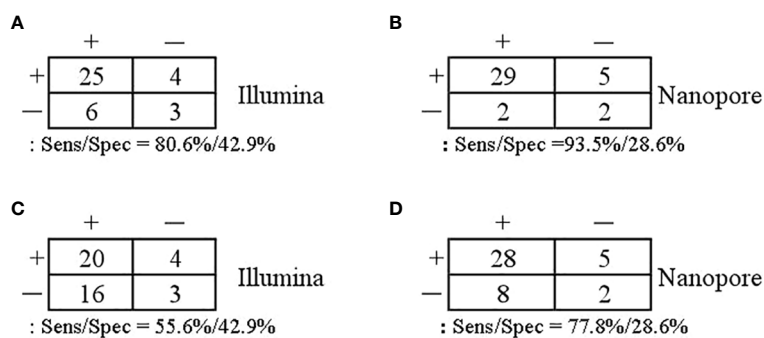 A
+ —
+ 25 4
— 6 3
Illumina
: Sens/Spec = 80.6%/42.9%
B
+ —
+ 29 5
— 2 2
Nanopore
: Sens/Spec =93.5%/28.6%
C
+ —
+ 20 4
— 16 3
Illumina
: Sens/Spec = 55.6%/42.9%
D
+ —
+ 28 5
— 8 2
Nanopore
: Sens/Spec = 77.8%/28.6%